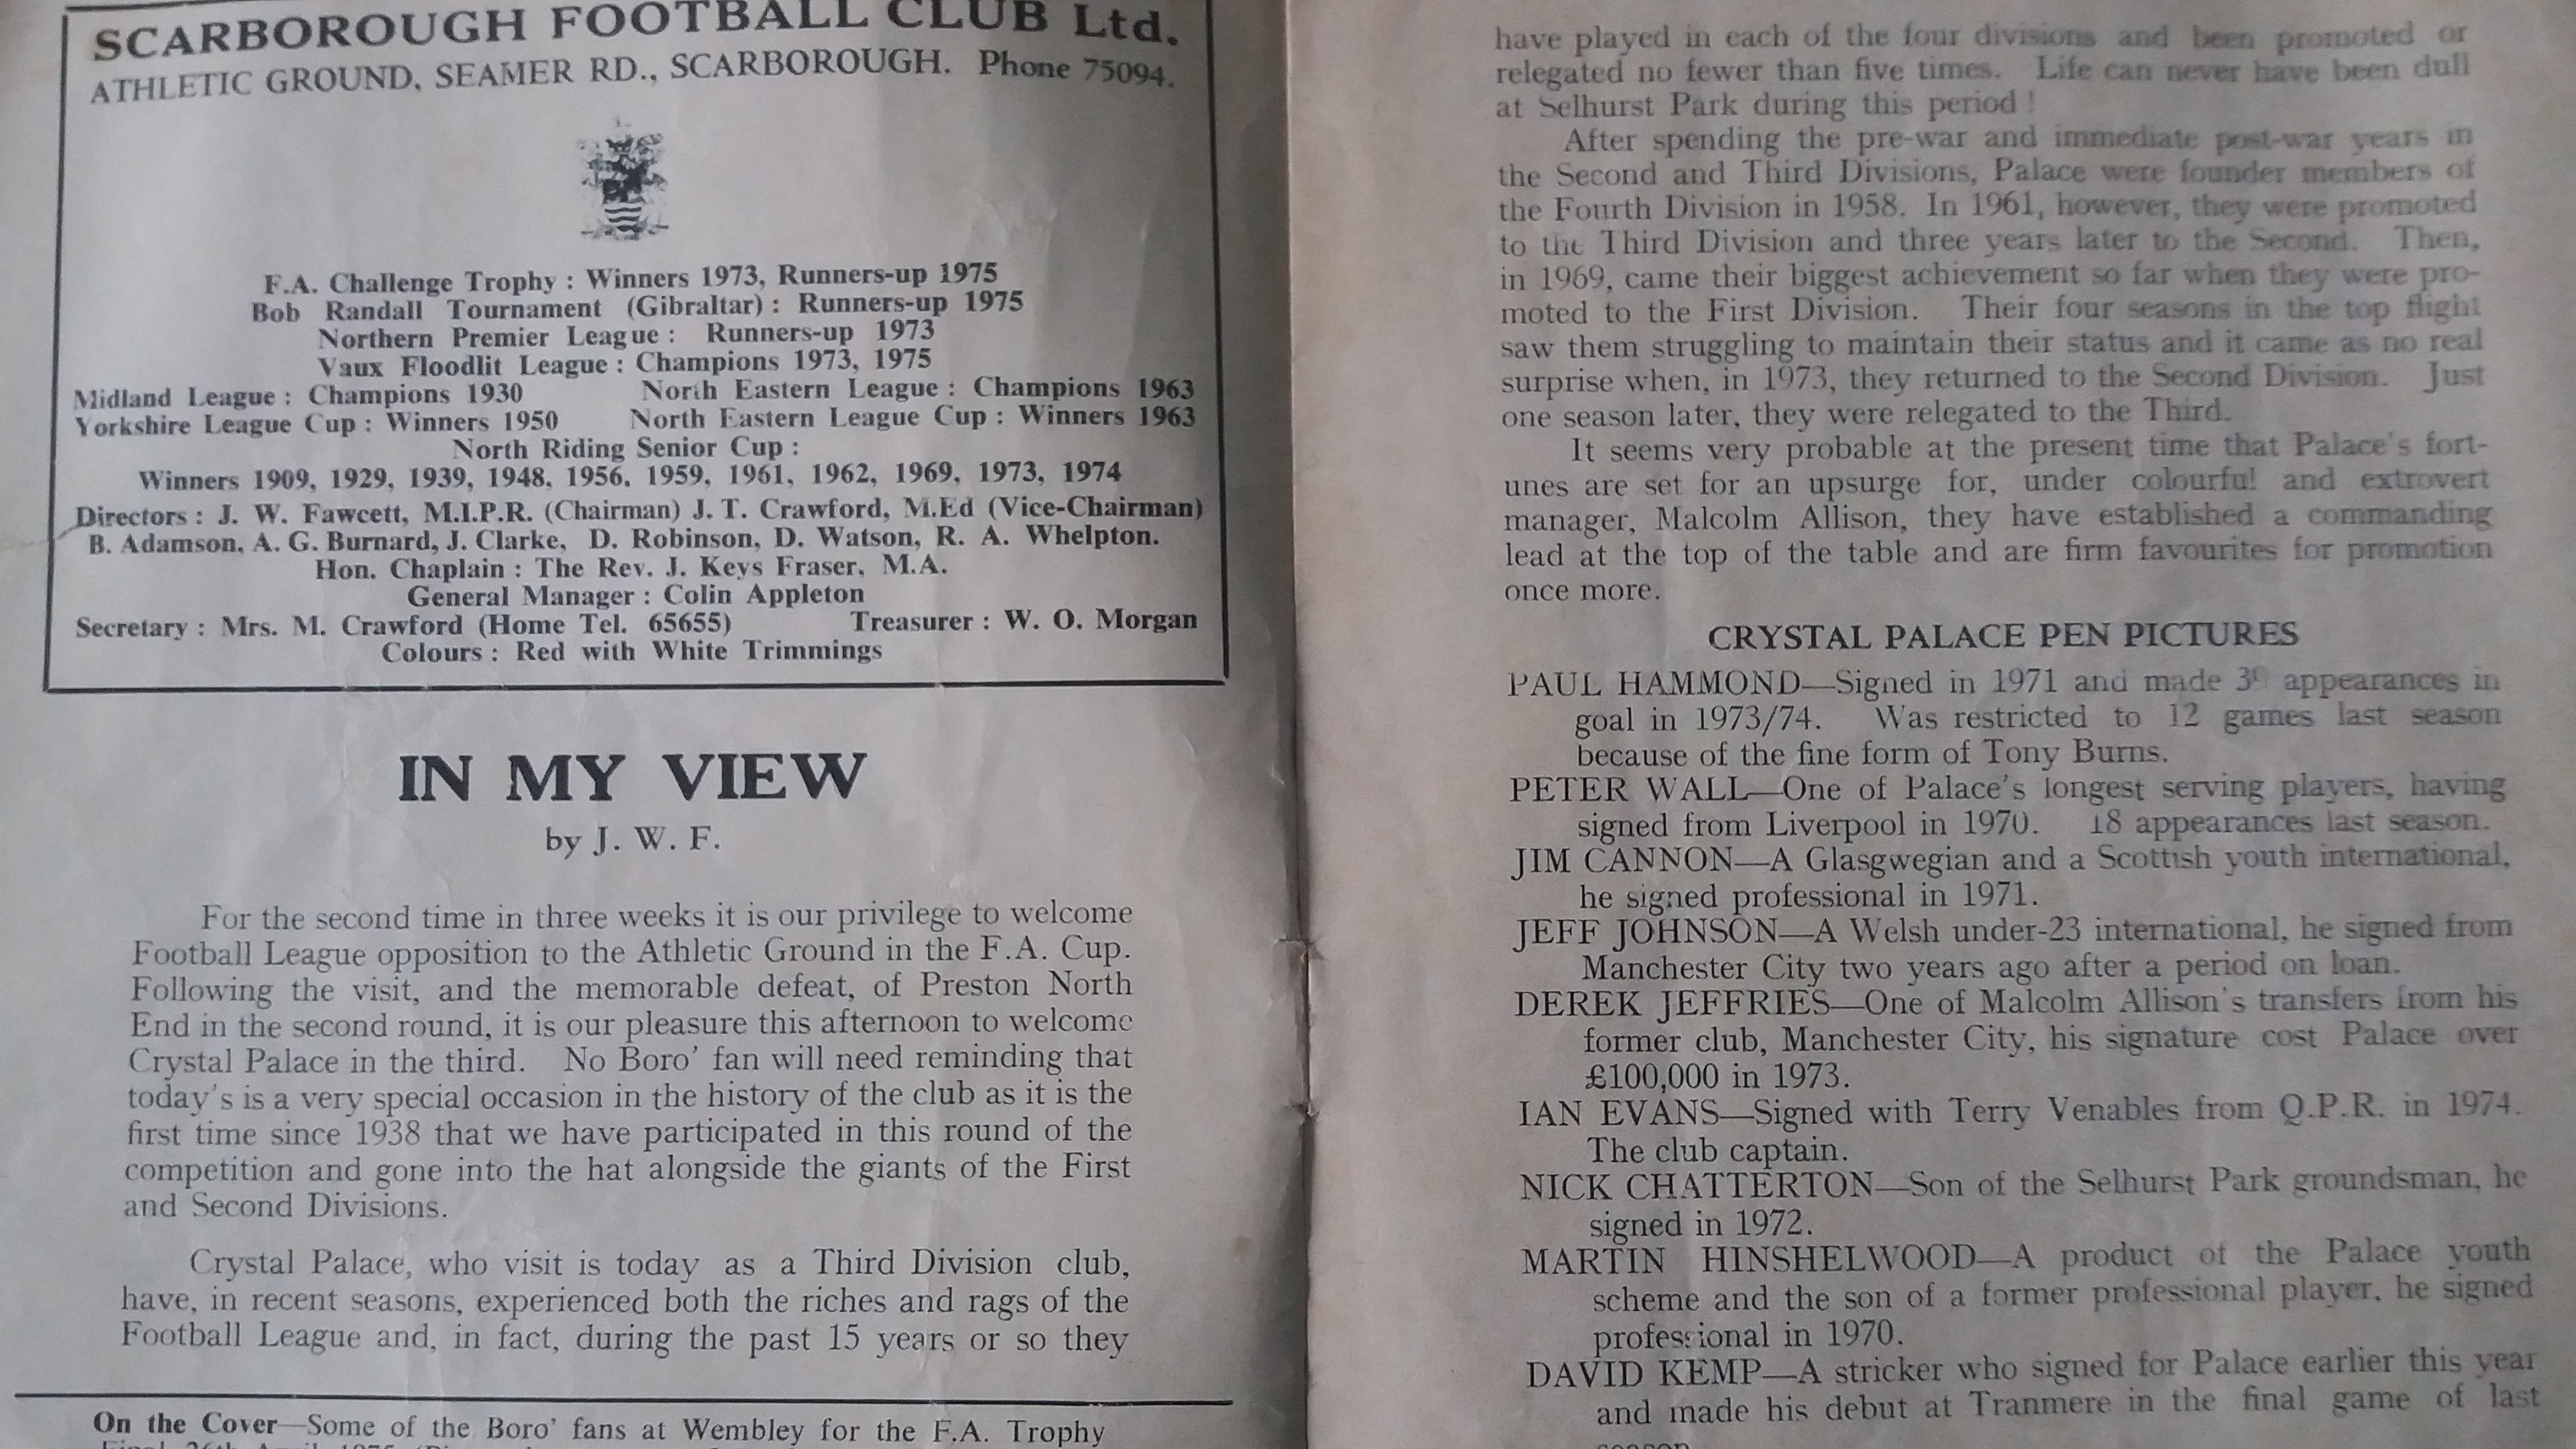 SCARBOROUGH FOOTBALL CLUB Ltd.
ATHLETIC GROUND, SEAMER RD., SCARBOROUGH. Phone 75094.
F.A. Challenge Trophy : Winners 1973, Runners-up 1975
Bob Randall Tournament (Gibraltar) : Runners-up 1975
Northern Premier League : Runners-up 1973
Vaux Floodlit League : Champions 1973, 1975
Midland League : Champions 1930 North Eastern League : Champions 1963
Yorkshire League Cup : Winners 1950 North Eastern League Cup : Winners 1963
North Riding Senior Cup :
Winners 1909, 1929, 1939, 1948, 1956, 1959, 1961, 1962, 1969, 1973, 1974
Directors : J. W. Fawcett, M.I.P.R. (Chairman) J. T. Crawford, M.Ed (Vice-Chairman)
B. Adamson, A. G. Burnard, J. Clarke, D. Robinson, D. Watson, R. A. Whelpton.
Hon. Chaplain : The Rev. J. Keys Fraser, M.A.
General Manager : Colin Appleton
Secretary : Mrs. M. Crawford (Home Tel. 65655) Treasurer : W. O. Morgan
Colours : Red with White Trimmings
IN MY VIEW
by J. W. F.
For the second time in three weeks it is our privilege to welcome
Football League opposition to the Athletic Ground in the F.A. Cup.
Following the visit, and the memorable defeat, of Preston North
End in the second round, it is our pleasure this afternoon to welcome
Crystal Palace in the third. No Boro' fan will need reminding that
today's is a very special occasion in the history of the club as it is the
first time since 1938 that we have participated in this round of the
competition and gone into the hat alongside the giants of the First
and Second Divisions.
Crystal Palace, who visit is today as a Third Division club,
have, in recent seasons, experienced both the riches and rags of the
Football League and, in fact, during the past 15 years or so they
On the Cover—Some of the Boro' fans at Wembley for the F.A. Trophy
have played in each of the four divisions and been promoted or
relegated no fewer than five times. Life can never have been dull
at Selhurst Park during this period !
After spending the pre-war and immediate post-war years in
the Second and Third Divisions, Palace were founder members of
the Fourth Division in 1958. In 1961, however, they were promoted
to the Third Division and three years later to the Second. Then,
in 1969, came their biggest achievement so far when they were pro-
moted to the First Division. Their four seasons in the top flight
saw them struggling to maintain their status and it came as no real
surprise when, in 1973, they returned to the Second Division. Just
one season later, they were relegated to the Third.
It seems very probable at the present time that Palace's fort-
unes are set for an upsurge for, under colourful and extrovert
manager, Malcolm Allison, they have established a commanding
lead at the top of the table and are firm favourites for promotion
once more.
CRYSTAL PALACE PEN PICTURES
PAUL HAMMOND—Signed in 1971 and made appearances in
goal in 1973/74. Was restricted to 12 games last season
because of the fine form of Tony Burns.
PETER WALL—One of Palace's longest serving players, having
signed from Liverpool in 1970. 18 appearances last season.
JIM CANNON—A Glasgwegian and a Scottish youth international,
he signed professional in 1971.
JEFF JOHNSON—A Welsh under-23 international, he signed from
Manchester City two years ago after a period on loan.
DEREK JEFFRIES—One of Malcolm Allison's transfers from his
former club, Manchester City, his signature cost Palace over
£100,000 in 1973.
IAN EVANS—Signed with Terry Venables from Q.P.R. in 1974.
The club captain.
NICK CHATTERTON—Son of the Selhurst Park groundsman, he
signed in 1972.
MARTIN HINSHELWOOD—A product of the Palace youth
scheme and the son of a former professional player, he signed
professional in 1970.
DAVID KEMP—A stricker who signed for Palace earlier this year
and made his debut at Tranmere in the final game of last